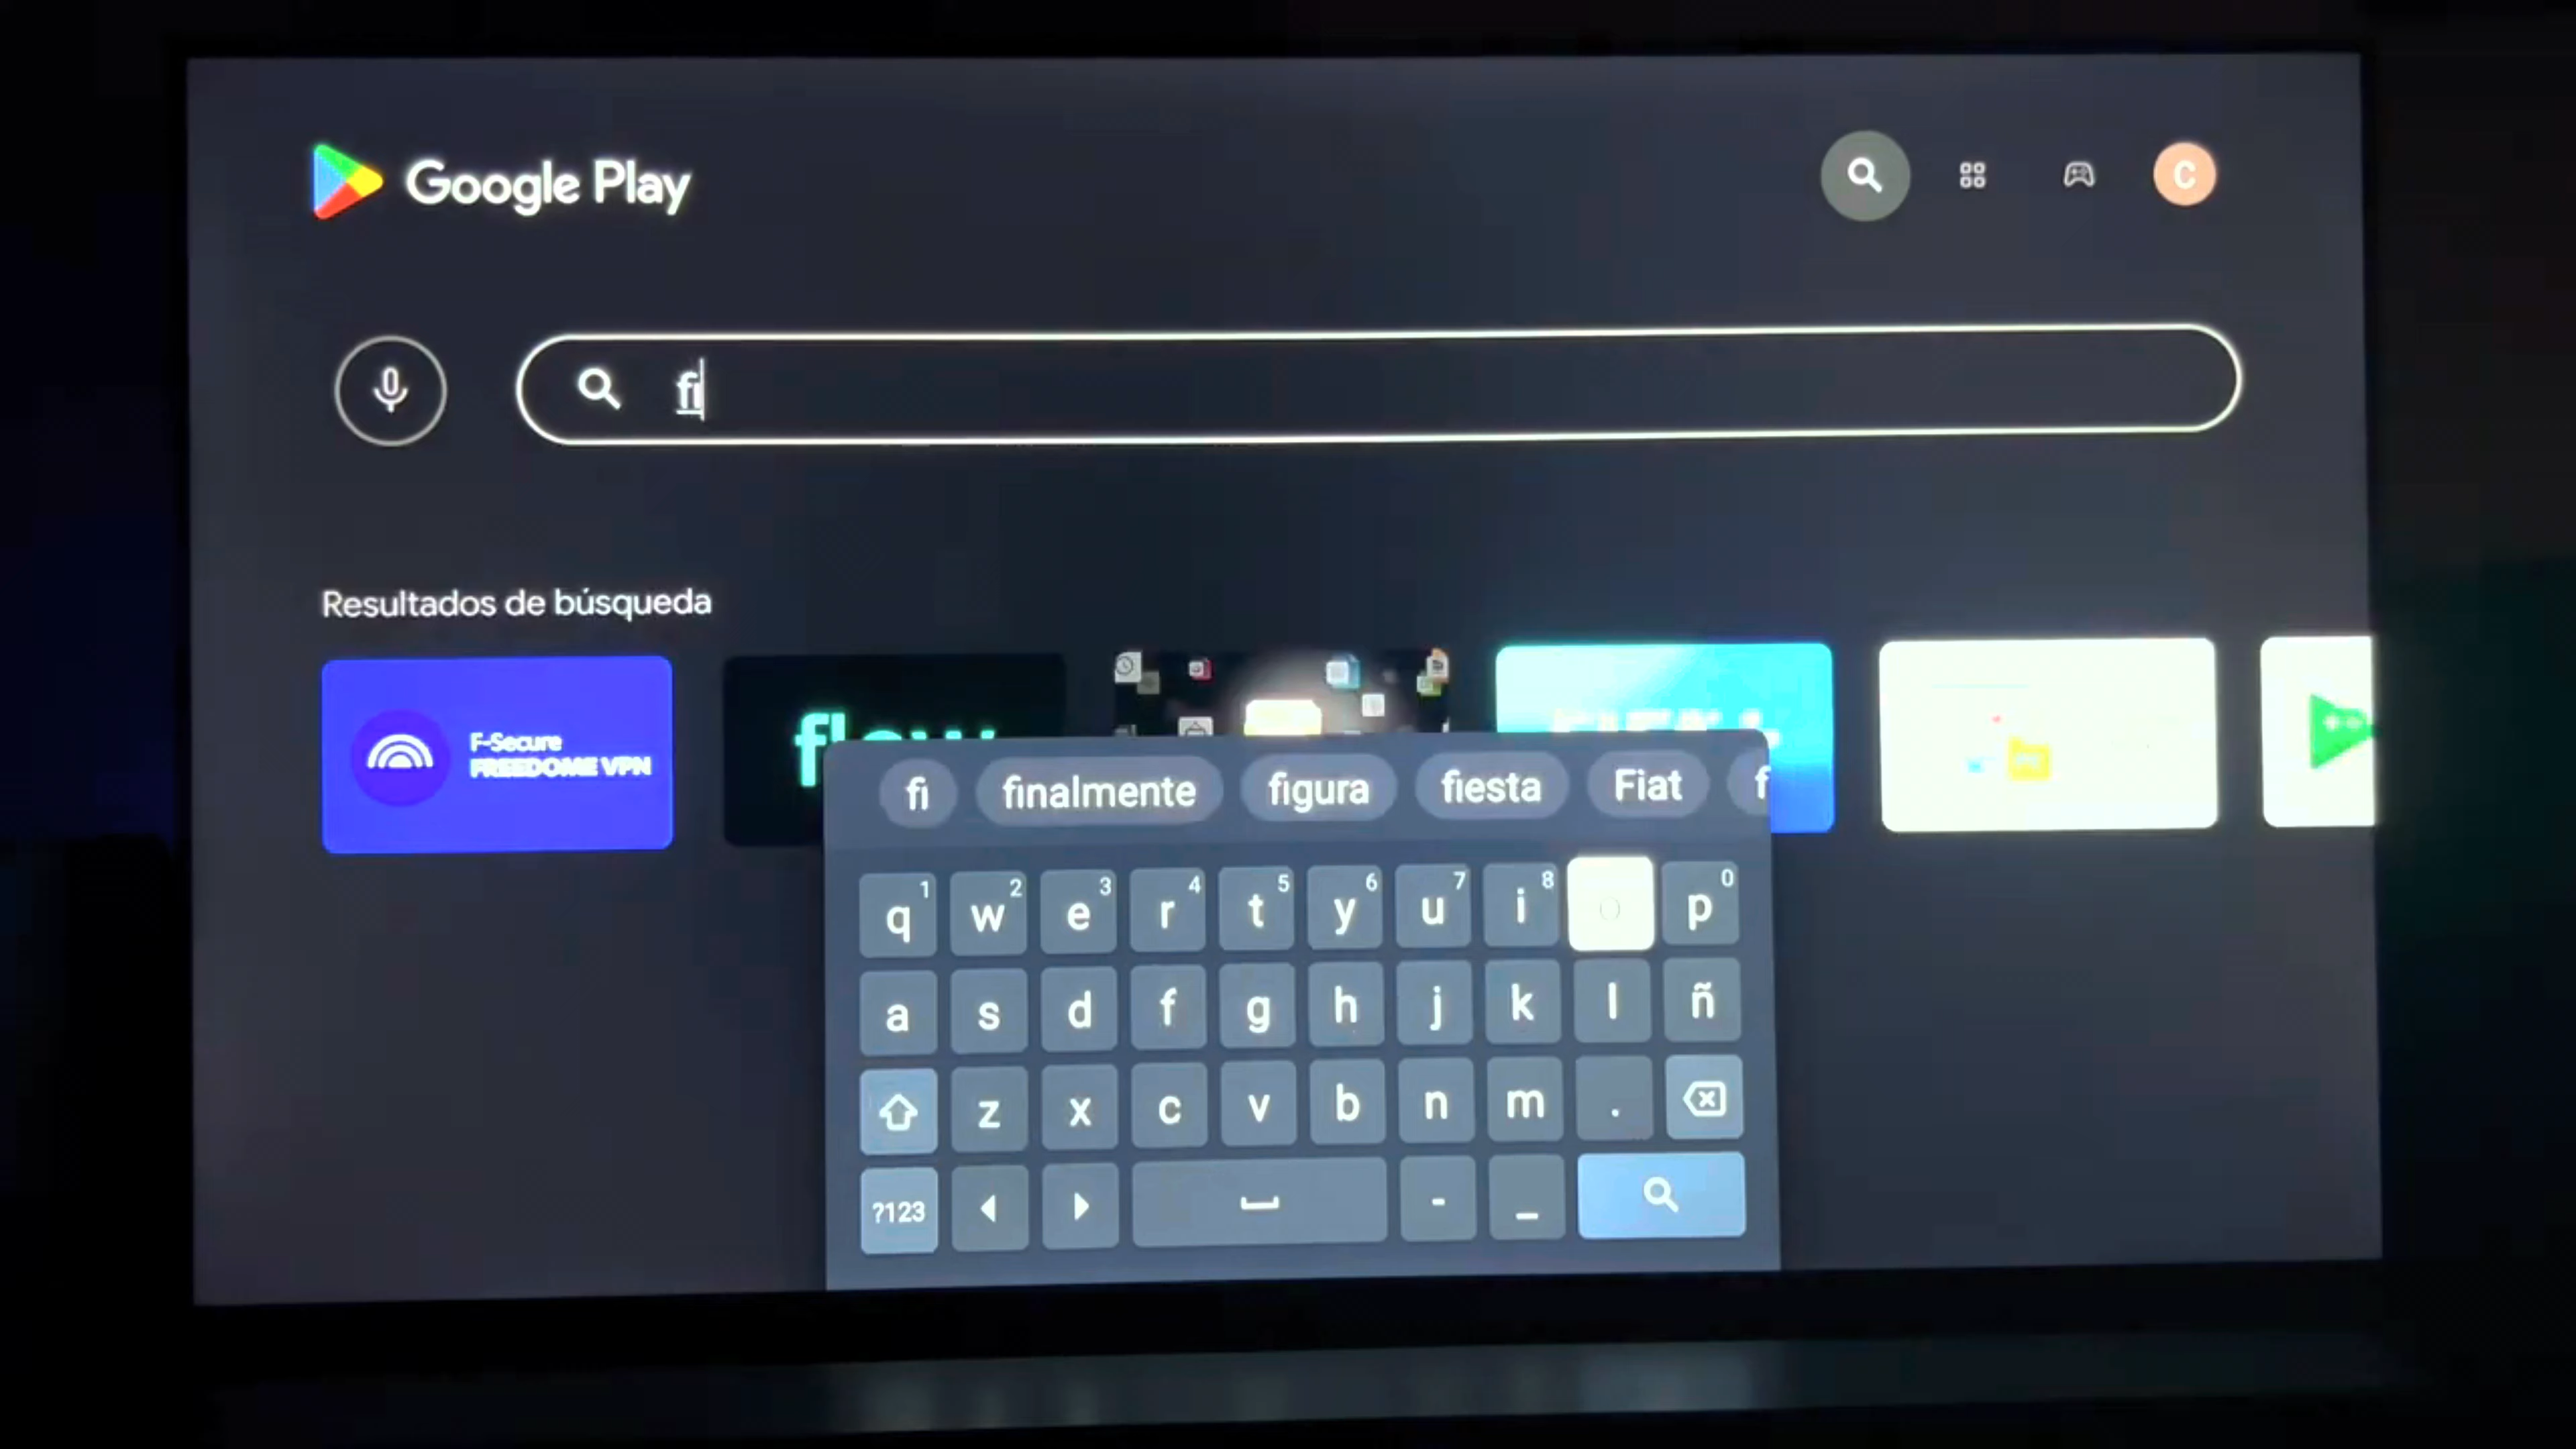 Google Play
C
fi
Resultados de búsqueda
F-Secure
FREEDOME VPN
flow
fi finalmente figura fiesta Fiat f
q 1 w 2 e 3 r 4 t 5 y 6 u 7 i 8 o p 0
a s d f g h j k l ñ
z x c v b n m .
?123 - _